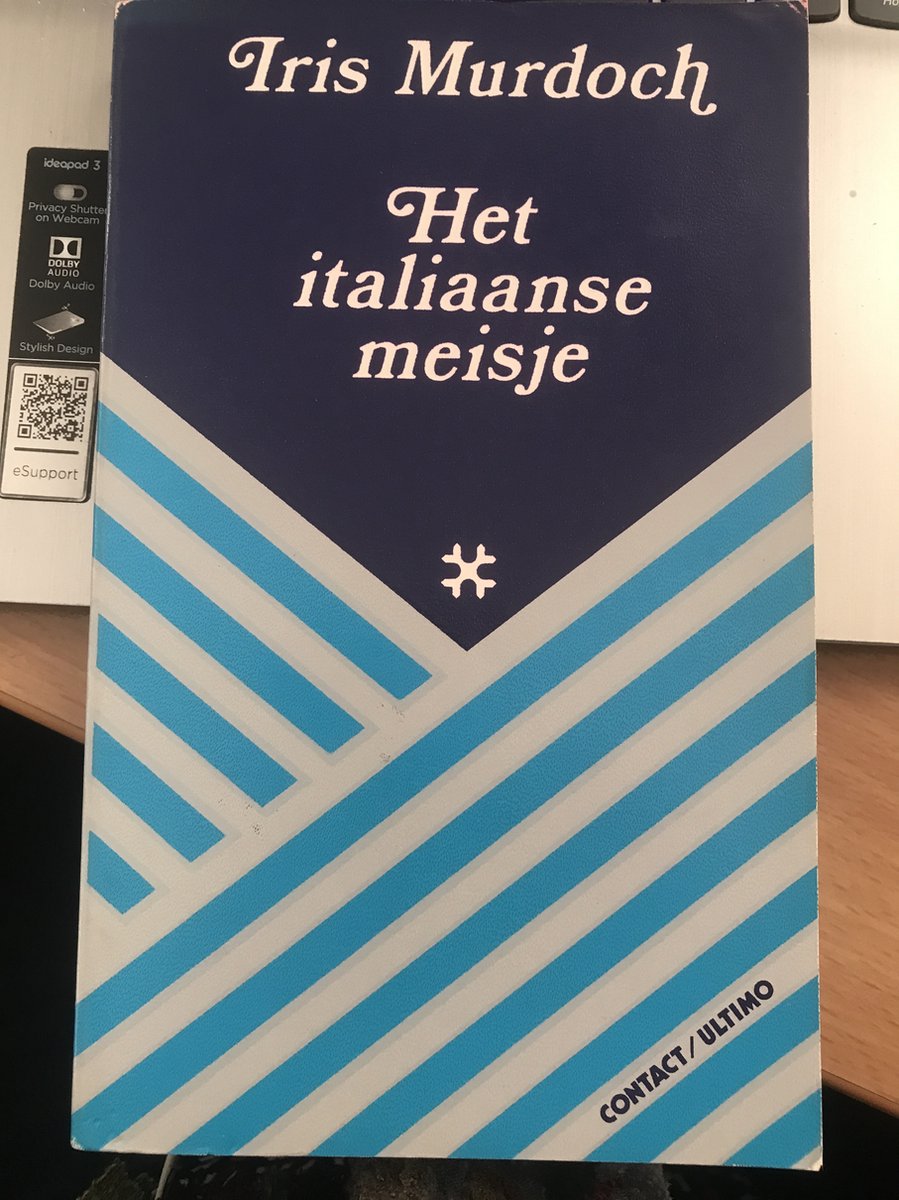 Iris Murdoch
Het
italiaanse
meisje
CONTACT / ULTIMO
ideapad 3
Privacy Shutter
on Webcam
DOLBY
AUDIO
Dolby Audio
Stylish Design
eSupport